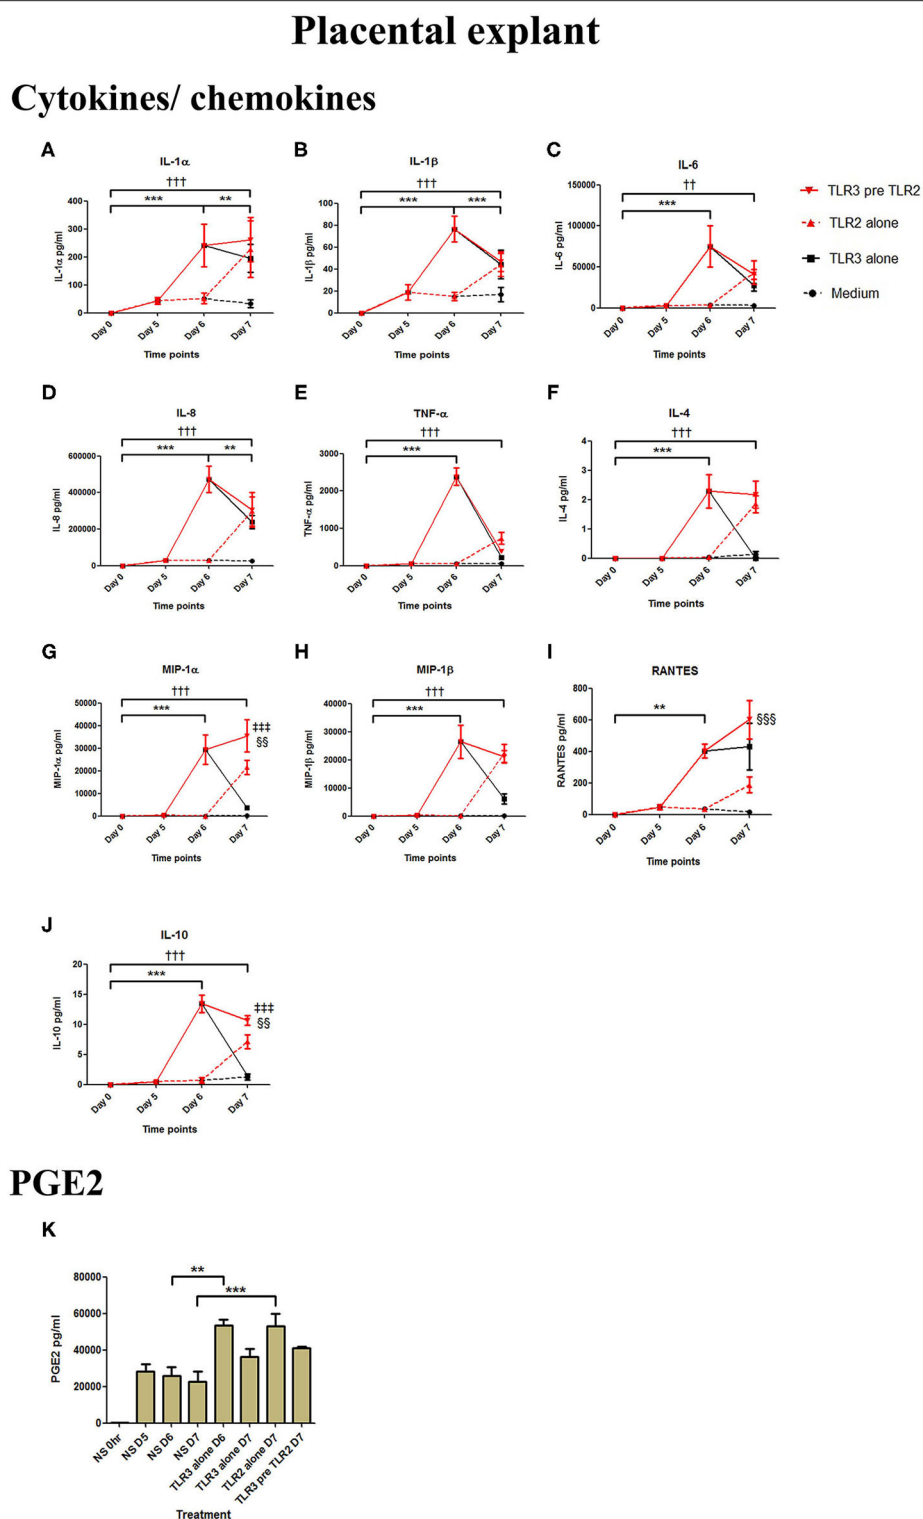 Placental explant
Cytokines/ chemokines
A
IL-1α
†††
***
**
400
300
200
100
0
IL-1α pg/ml
Day 0
Day 5
Day 6
Day 7
Time points
B
IL-1β
†††
***
***
100
80
60
40
20
0
IL-1β pg/ml
Day 0
Day 5
Day 6
Day 7
Time points
C
IL-6
††
***
150000
100000
50000
0
IL-6 pg/ml
Day 0
Day 5
Day 6
Day 7
Time points
TLR3 pre TLR2
TLR2 alone
TLR3 alone
Medium
D
IL-8
†††
***
**
600000
400000
200000
0
IL-8 pg/ml
Day 0
Day 5
Day 6
Day 7
Time points
E
TNF-α
†††
***
3000
2000
1000
0
TNF-α pg/ml
Day 0
Day 5
Day 6
Day 7
Time points
F
IL-4
†††
***
4
3
2
1
0
IL-4 pg/ml
Day 0
Day 5
Day 6
Day 7
Time points
G
MIP-1α
†††
***
‡‡‡
§§
50000
40000
30000
20000
10000
0
MIP-1α pg/ml
Day 0
Day 5
Day 6
Day 7
Time points
H
MIP-1β
†††
***
40000
30000
20000
10000
0
MIP-1β pg/ml
Day 0
Day 5
Day 6
Day 7
Time points
I
RANTES
**
§§§
800
600
400
200
0
RANTES pg/ml
Day 0
Day 5
Day 6
Day 7
Time points
J
IL-10
†††
***
‡‡‡
§§
20
15
10
5
0
IL-10 pg/ml
Day 0
Day 5
Day 6
Day 7
Time points
PGE2
K
**
***
80000
60000
40000
20000
0
PGE2 pg/ml
NS 0hr
NS D5
NS D6
NS D7
TLR3 alone D6
TLR3 alone D7
TLR2 alone D7
TLR3 pre TLR2 D7
Treatment